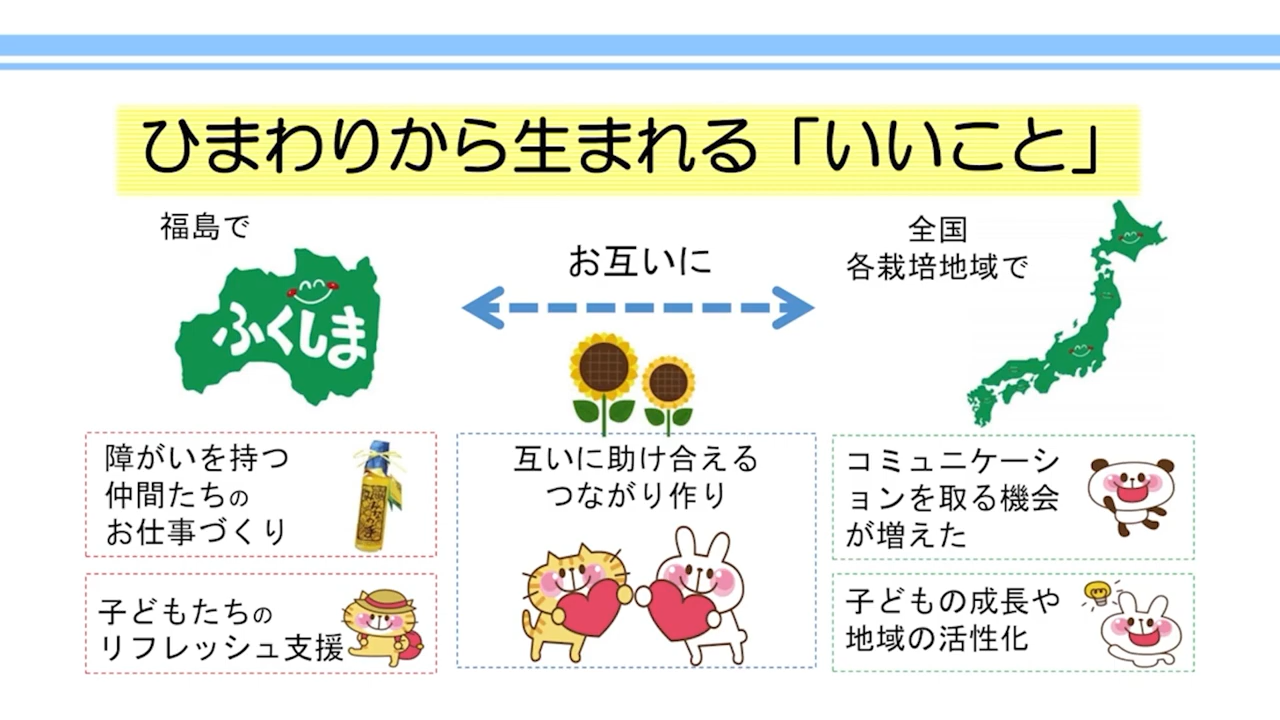 ひまわりから生まれる「いいこと」
福島で
ふくしま
お互いに
全国
各栽培地域で
障がいを持つ
仲間たちの
お仕事づくり
子どもたちの
リフレッシュ支援
互いに助け合える
つながり作り
コミュニケーシ
ョンを取る機会
が増えた
子どもの成長や
地域の活性化